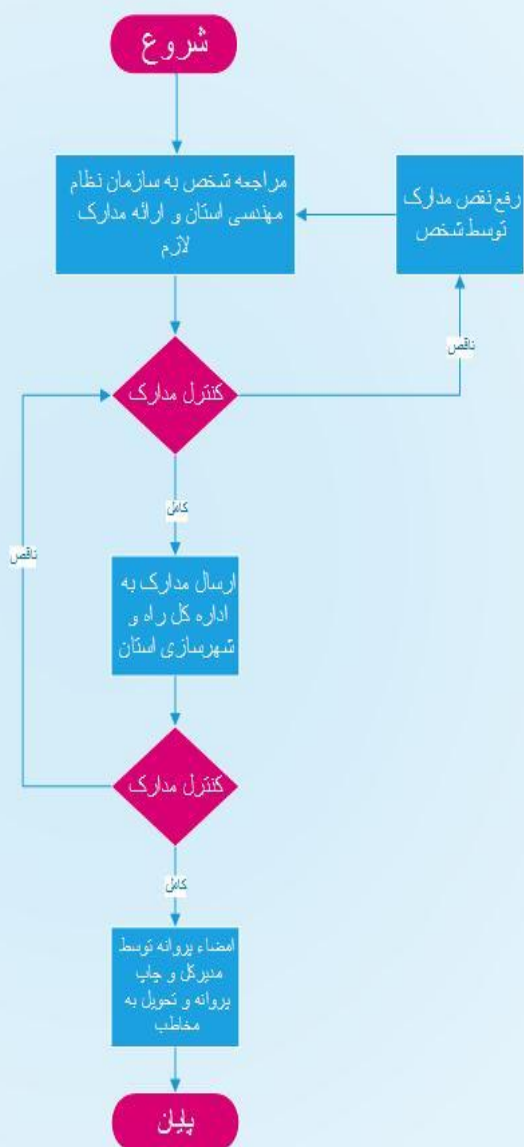 شروع
مراجعه شخص به سازمان نظام
مهندسی استان و ارائه مدارک
لازم
رفع نقص مدارک
توسط شخص
ناقص
کنترل مدارک
کامل
ناقص
ارسال مدارک به
اداره کل راه و
شهرسازی استان
کنترل مدارک
کامل
امضاء پروانه توسط
مدیرکل و چاپ
پروانه و تحویل به
مخاطب
پایان